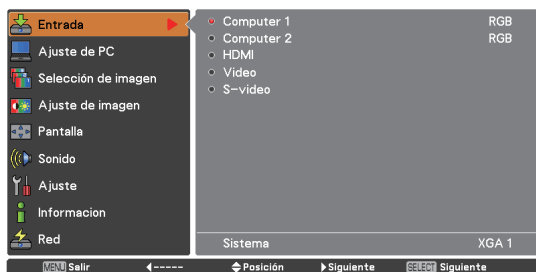 Entrada
Ajuste de PC
Selección de imagen
Ajuste de imagen
Pantalla
Sonido
Ajuste
Informacion
Red
Computer 1 RGB
Computer 2 RGB
HDMI
Video
S-video
Sistema XGA 1
MENU Salir ----- Posición Siguiente SELECT Siguiente